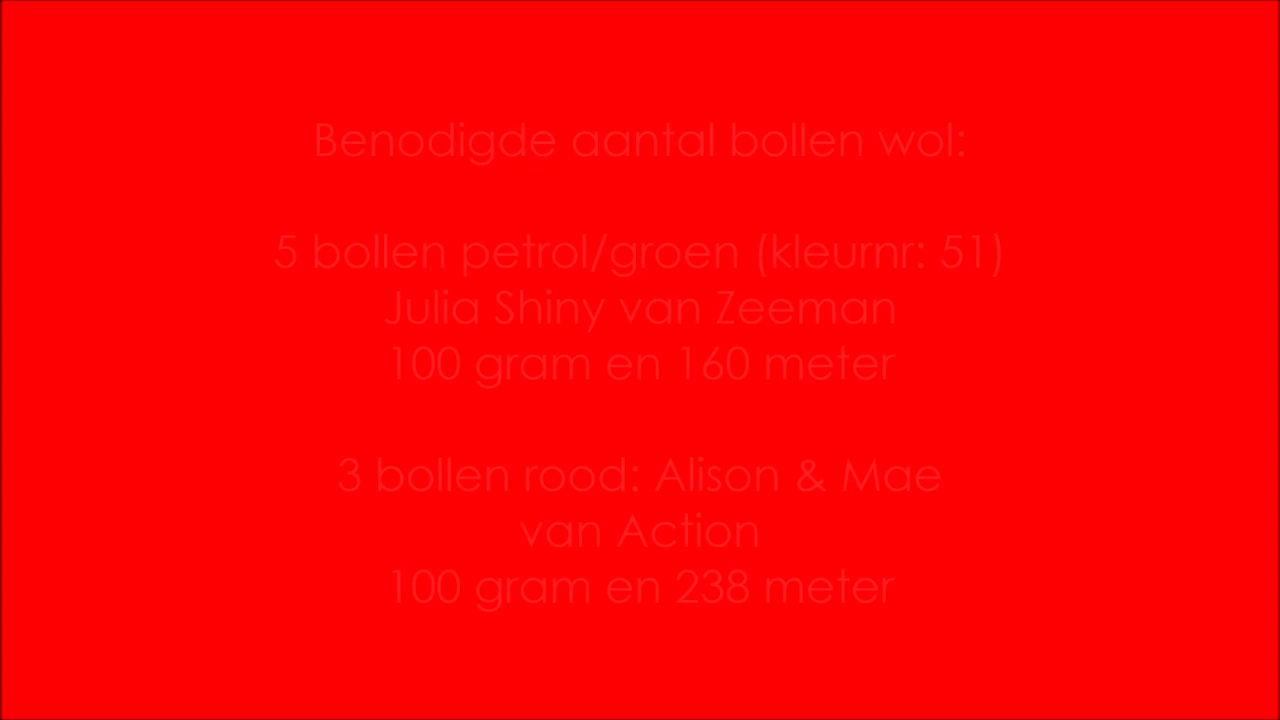 Benodigde aantal bollen wol:
5 bollen petrol/groen (kleurnr: 51)
Julia Shiny van Zeeman
100 gram en 160 meter
3 bollen rood: Alison & Mae
van Action
100 gram en 238 meter